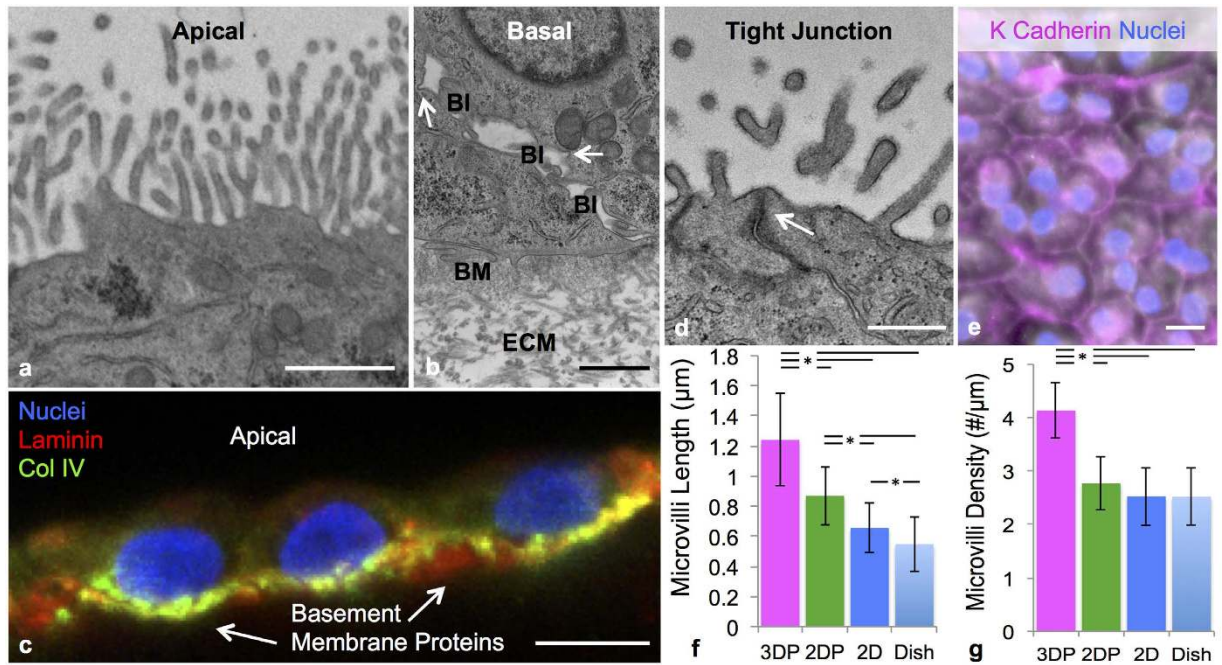 Apical
a
Basal
BI
BI
BI
BM
ECM
b
Tight Junction
d
K Cadherin Nuclei
e
Nuclei
Laminin
Col IV
Apical
Basement
Membrane Proteins
c
Microvilli Length (µm)
1.8
1.6
1.4
1.2
1
0.8
0.6
0.4
0.2
0
*
*
*
3DP 2DP 2D Dish
f
Microvilli Density (#/µm)
5
4
3
2
1
0
*
3DP 2DP 2D Dish
g